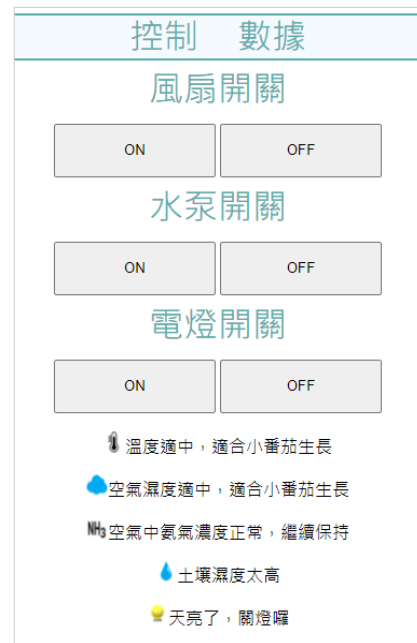 控制 數據
風扇開關
ON OFF
水泵開關
ON OFF
電燈開關
ON OFF
溫度適中，適合小番茄生長
空氣濕度適中，適合小番茄生長
NH₃空氣中氨氣濃度正常，繼續保持
土壤濕度太高
天亮了，關燈囉